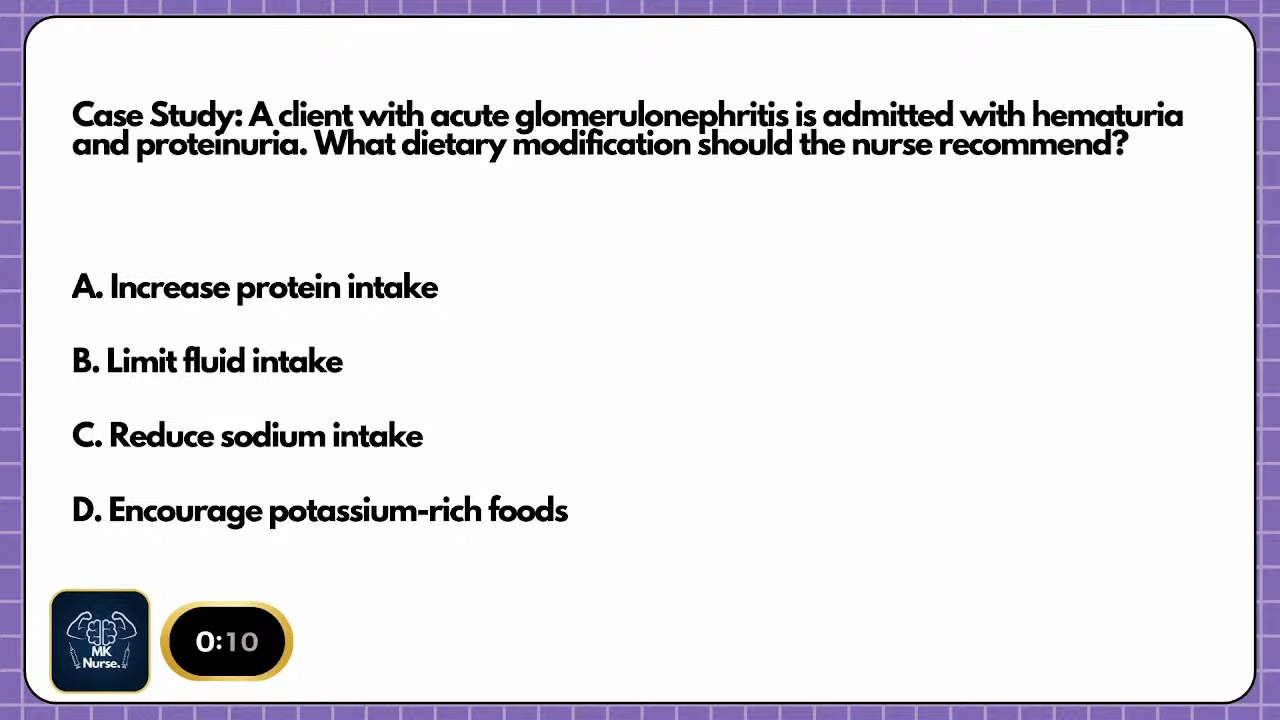 Case Study: A client with acute glomerulonephritis is admitted with hematuria
and proteinuria. What dietary modification should the nurse recommend?
A. Increase protein intake
B. Limit fluid intake
C. Reduce sodium intake
D. Encourage potassium-rich foods
MK
Nurse.
0:10